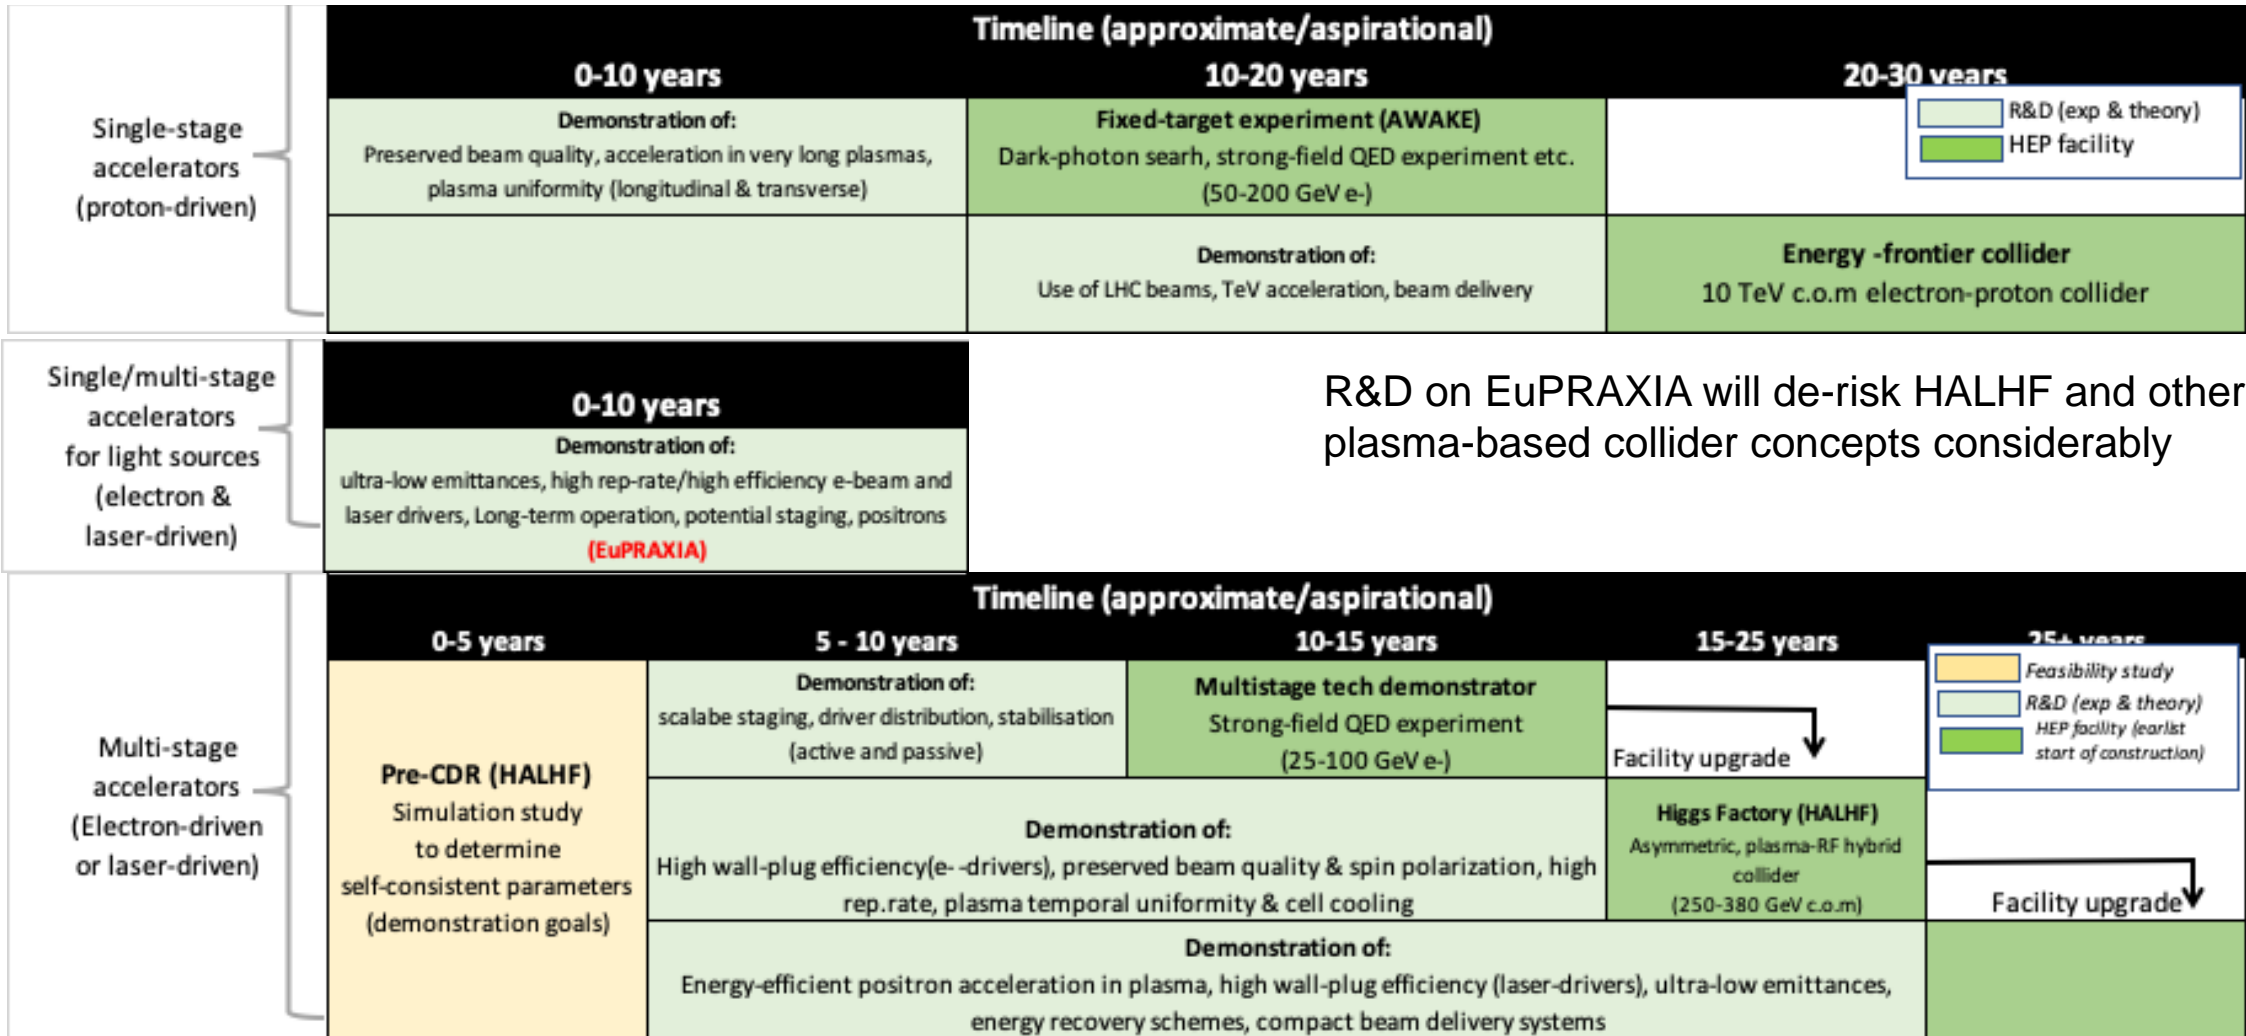 Timeline (approximate/aspirational)
0-10 years
10-20 years
20-30 years
R&D (exp & theory)
HEP facility
Single-stage
accelerators
(proton-driven)
Demonstration of:
Preserved beam quality, acceleration in very long plasmas,
plasma uniformity (longitudinal & transverse)
Fixed-target experiment (AWAKE)
Dark-photon searh, strong-field QED experiment etc.
(50-200 GeV e-)
Demonstration of:
Use of LHC beams, TeV acceleration, beam delivery
Energy -frontier collider
10 TeV c.o.m electron-proton collider
Single/multi-stage
accelerators
for light sources
(electron &
laser-driven)
0-10 years
Demonstration of:
ultra-low emittances, high rep-rate/high efficiency e-beam and
laser drivers, Long-term operation, potential staging, positrons
(EuPRAXIA)
R&D on EuPRAXIA will de-risk HALHF and other
plasma-based collider concepts considerably
Timeline (approximate/aspirational)
0-5 years
5 - 10 years
10-15 years
15-25 years
25+ years
Feasibility study
R&D (exp & theory)
HEP facility (earlist
start of construction)
Multi-stage
accelerators
(Electron-driven
or laser-driven)
Pre-CDR (HALHF)
Simulation study
to determine
self-consistent parameters
(demonstration goals)
Demonstration of:
scalabe staging, driver distribution, stabilisation
(active and passive)
Multistage tech demonstrator
Strong-field QED experiment
(25-100 GeV e-)
Facility upgrade
Demonstration of:
High wall-plug efficiency(e- -drivers), preserved beam quality & spin polarization, high
rep.rate, plasma temporal uniformity & cell cooling
Higgs Factory (HALHF)
Asymmetric, plasma-RF hybrid
collider
(250-380 GeV c.o.m)
Facility upgrade
Demonstration of:
Energy-efficient positron acceleration in plasma, high wall-plug efficiency (laser-drivers), ultra-low emittances,
energy recovery schemes, compact beam delivery systems